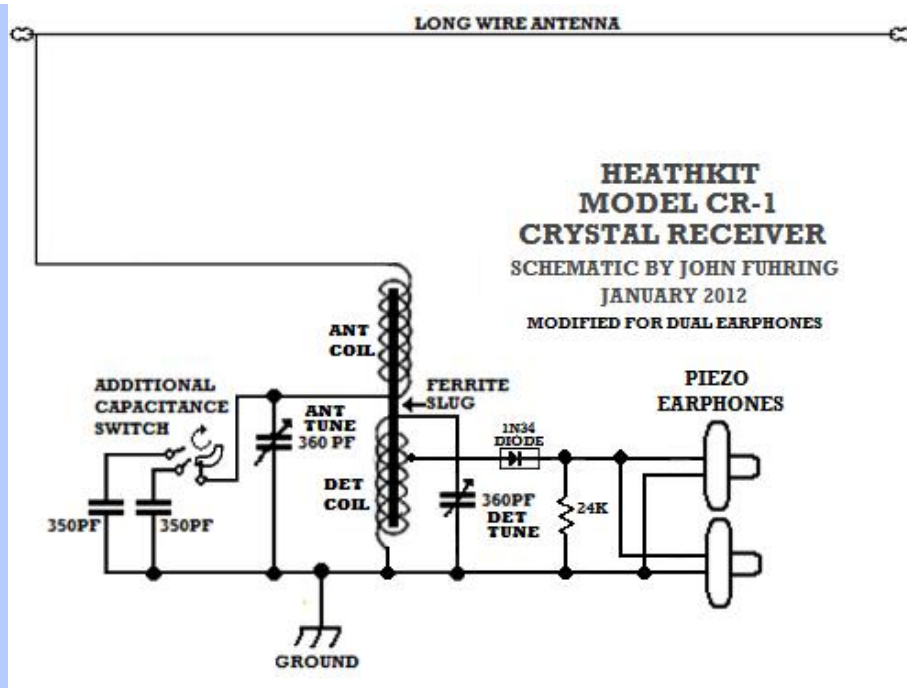 LONG WIRE ANTENNA
HEATHKIT
MODEL CR-1
CRYSTAL RECEIVER
SCHEMATIC BY JOHN FUHRING
JANUARY 2012
MODIFIED FOR DUAL EARPHONES
ANT
COIL
ADDITIONAL
CAPACITANCE
SWITCH
ANT
TUNE
360 PF
FERRITE
SLUG
PIEZO
EARPHONES
1N34
DIODE
DET
COIL
360PF
DET
TUNE
24K
350PF
350PF
GROUND